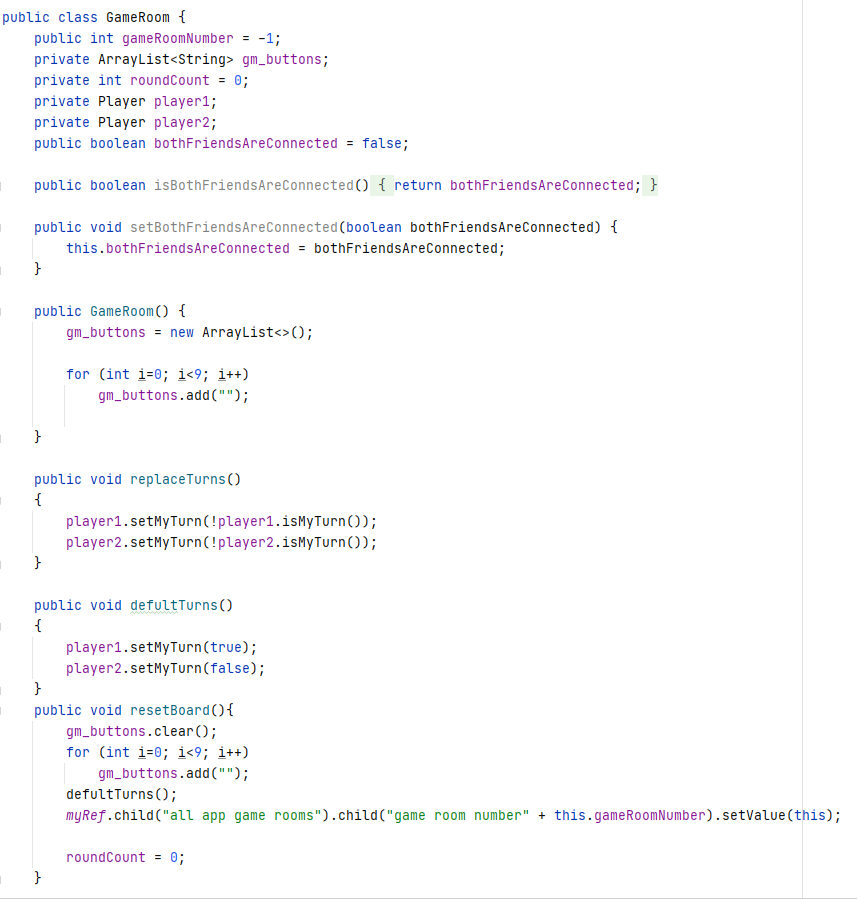 public class GameRoom {
    public int gameRoomNumber = -1;
    private ArrayList<String> gm_buttons;
    private int roundCount = 0;
    private Player player1;
    private Player player2;
    public boolean bothFriendsAreConnected = false;

    public boolean isBothFriendsAreConnected() { return bothFriendsAreConnected; }

    public void setBothFriendsAreConnected(boolean bothFriendsAreConnected) {
        this.bothFriendsAreConnected = bothFriendsAreConnected;
    }

    public GameRoom() {
        gm_buttons = new ArrayList<>();

        for (int i=0; i<9; i++)
            gm_buttons.add("");

    }

    public void replaceTurns()
    {
        player1.setMyTurn(!player1.isMyTurn());
        player2.setMyTurn(!player2.isMyTurn());
    }

    public void defultTurns()
    {
        player1.setMyTurn(true);
        player2.setMyTurn(false);
    }
    public void resetBoard(){
        gm_buttons.clear();
        for (int i=0; i<9; i++)
            gm_buttons.add("");
        defultTurns();
        myRef.child("all app game rooms").child("game room number" + this.gameRoomNumber).setValue(this);

        roundCount = 0;
    }